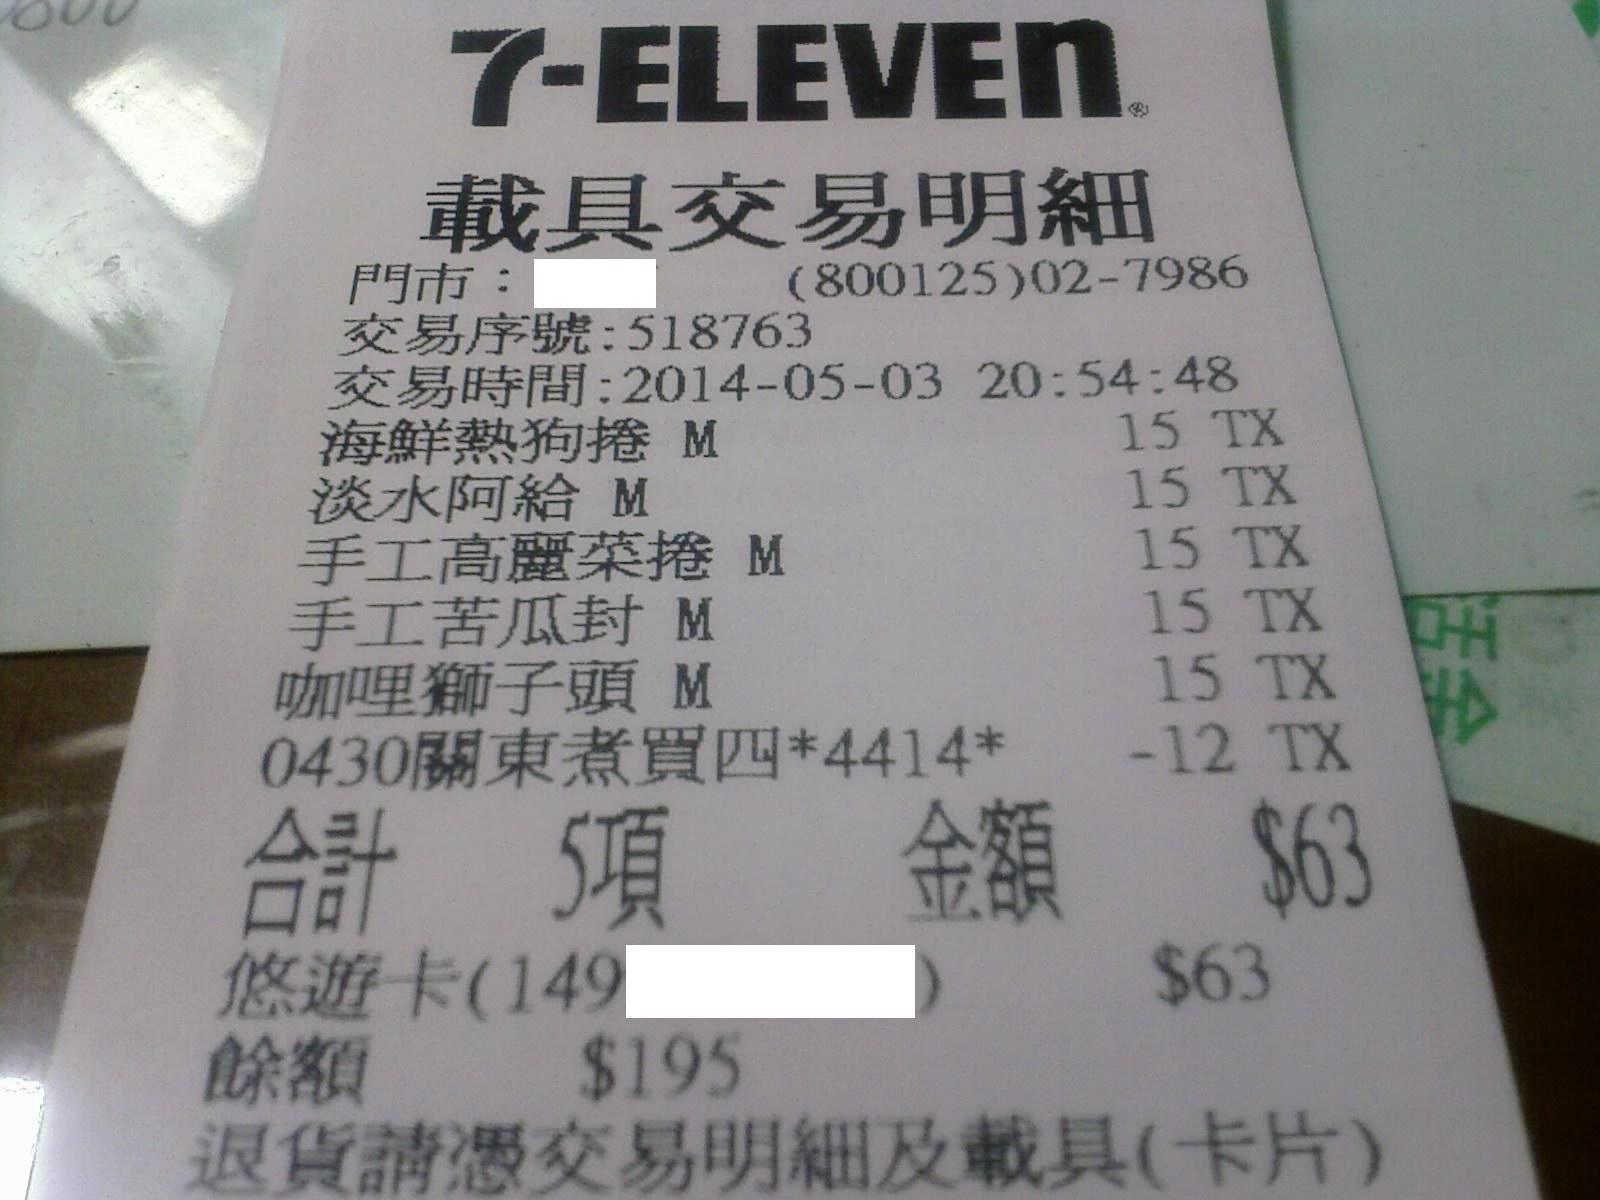 7-ELEVEn®
載具交易明細
門市： (800125)02-7986
交易序號:518763
交易時間:2014-05-03 20:54:48
海鮮熱狗捲 M 15 TX
淡水阿給 M 15 TX
手工高麗菜捲 M 15 TX
手工苦瓜封 M 15 TX
咖哩獅子頭 M 15 TX
0430關東煮買四*4414* -12 TX
合計 5項 金額 $63
悠遊卡(149 ) $63
餘額 $195
退貨請憑交易明細及載具(卡片)